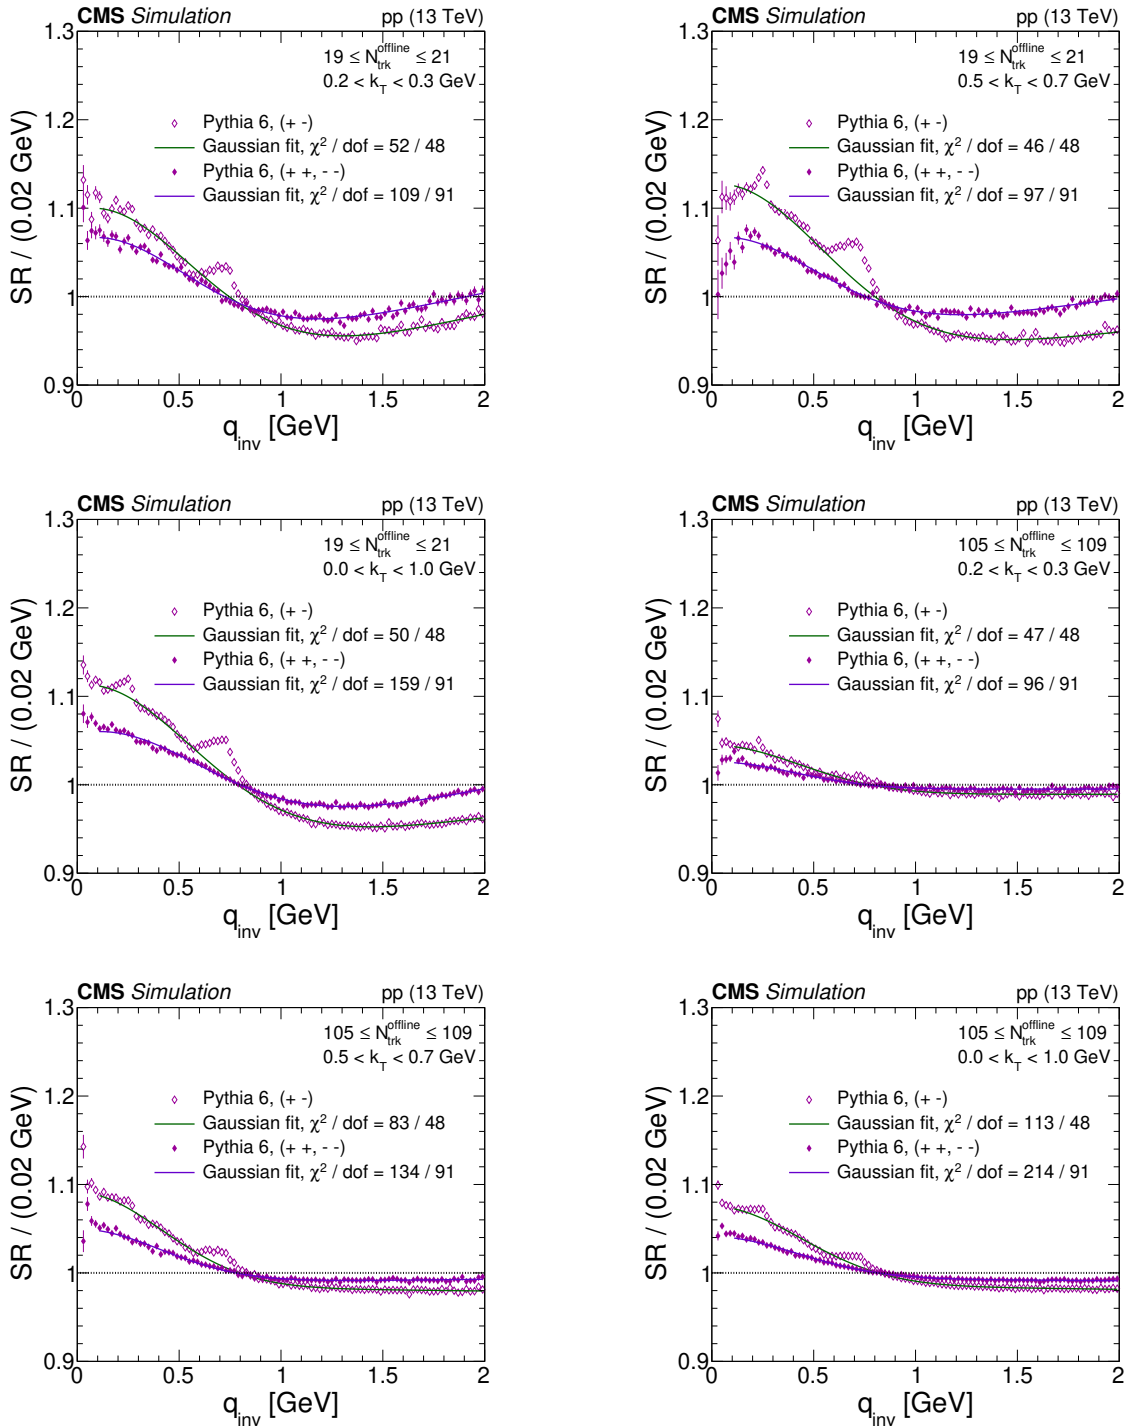 CMS Simulation pp (13 TeV)
19 ≤ N_trk^offline ≤ 21
0.2 < k_T < 0.3 GeV
Pythia 6, (+ -)
Gaussian fit, χ² / dof = 52 / 48
Pythia 6, (+ +, - -)
Gaussian fit, χ² / dof = 109 / 91
SR / (0.02 GeV)
1.3
1.2
1.1
1
0.9
0 0.5 1 1.5 2
q_inv [GeV]
CMS Simulation pp (13 TeV)
19 ≤ N_trk^offline ≤ 21
0.5 < k_T < 0.7 GeV
Pythia 6, (+ -)
Gaussian fit, χ² / dof = 46 / 48
Pythia 6, (+ +, - -)
Gaussian fit, χ² / dof = 97 / 91
SR / (0.02 GeV)
1.3
1.2
1.1
1
0.9
0 0.5 1 1.5 2
q_inv [GeV]
CMS Simulation pp (13 TeV)
19 ≤ N_trk^offline ≤ 21
0.0 < k_T < 1.0 GeV
Pythia 6, (+ -)
Gaussian fit, χ² / dof = 50 / 48
Pythia 6, (+ +, - -)
Gaussian fit, χ² / dof = 159 / 91
SR / (0.02 GeV)
1.3
1.2
1.1
1
0.9
0 0.5 1 1.5 2
q_inv [GeV]
CMS Simulation pp (13 TeV)
105 ≤ N_trk^offline ≤ 109
0.2 < k_T < 0.3 GeV
Pythia 6, (+ -)
Gaussian fit, χ² / dof = 47 / 48
Pythia 6, (+ +, - -)
Gaussian fit, χ² / dof = 96 / 91
SR / (0.02 GeV)
1.3
1.2
1.1
1
0.9
0 0.5 1 1.5 2
q_inv [GeV]
CMS Simulation pp (13 TeV)
105 ≤ N_trk^offline ≤ 109
0.5 < k_T < 0.7 GeV
Pythia 6, (+ -)
Gaussian fit, χ² / dof = 83 / 48
Pythia 6, (+ +, - -)
Gaussian fit, χ² / dof = 134 / 91
SR / (0.02 GeV)
1.3
1.2
1.1
1
0.9
0 0.5 1 1.5 2
q_inv [GeV]
CMS Simulation pp (13 TeV)
105 ≤ N_trk^offline ≤ 109
0.0 < k_T < 1.0 GeV
Pythia 6, (+ -)
Gaussian fit, χ² / dof = 113 / 48
Pythia 6, (+ +, - -)
Gaussian fit, χ² / dof = 214 / 91
SR / (0.02 GeV)
1.3
1.2
1.1
1
0.9
0 0.5 1 1.5 2
q_inv [GeV]